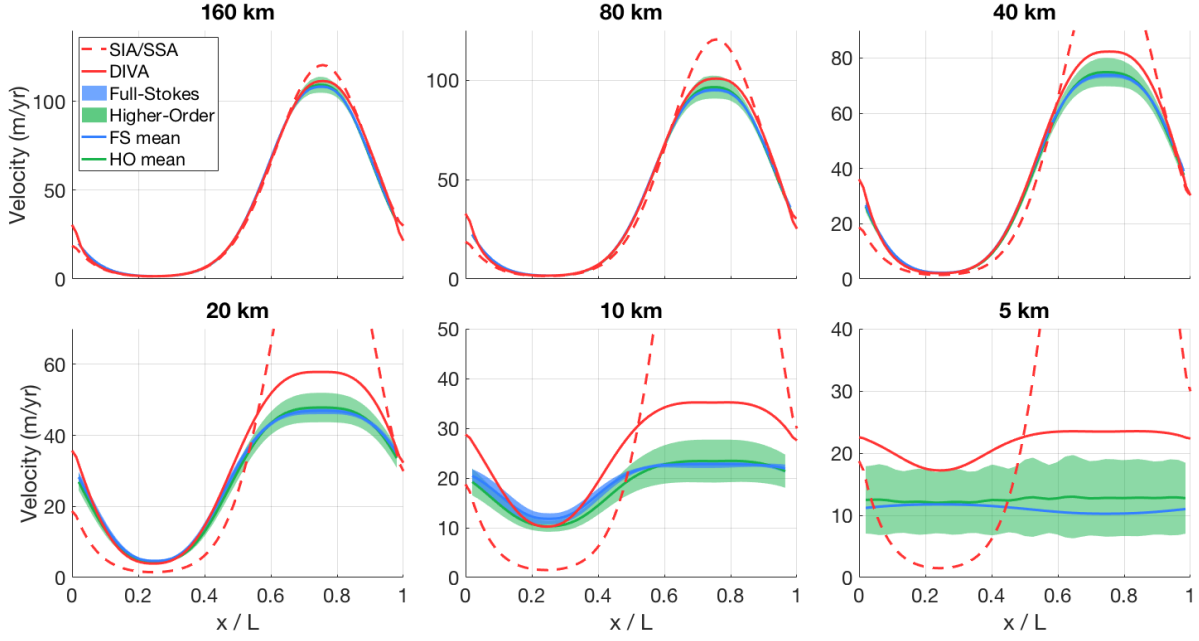 160 km
80 km
40 km
SIA/SSA
DIVA
Full-Stokes
Higher-Order
FS mean
HO mean
Velocity (m/yr)
100
50
0
100
50
0
80
60
40
20
0
20 km
10 km
5 km
Velocity (m/yr)
60
40
20
0
0 0.2 0.4 0.6 0.8 1
x / L
50
40
30
20
10
0
0 0.2 0.4 0.6 0.8 1
x / L
40
30
20
10
0
0 0.2 0.4 0.6 0.8 1
x / L